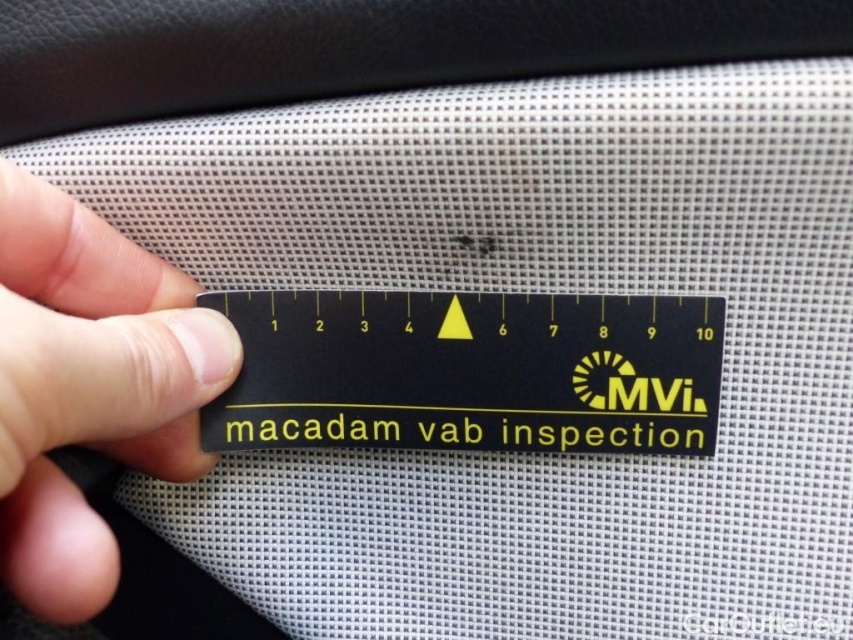 1 2 3 4 6 7 8 9 10
MVi.
macadam vab inspection
CarOutlet.eu